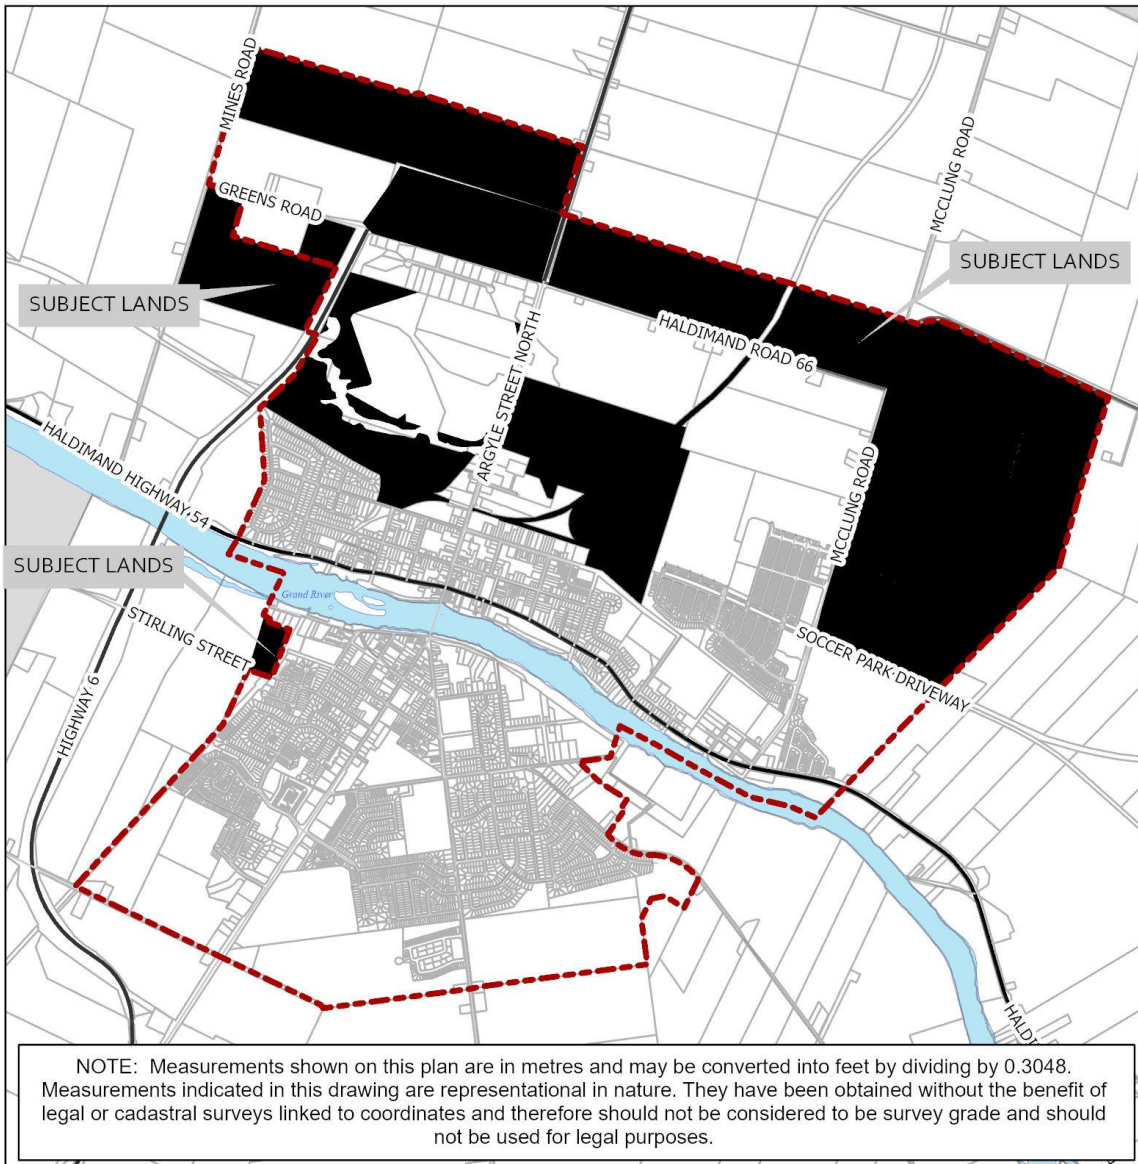 MINES ROAD
MCCLUNG ROAD
GREENS ROAD
SUBJECT LANDS
SUBJECT LANDS
HALDIMAND ROAD 66
ARGYLE STREET NORTH
HALDIMAND HIGHWAY 54
MCCLUNG ROAD
SUBJECT LANDS
Grand River
STIRLING STREET
SOCCER PARK DRIVEWAY
HIGHWAY 6
HALDI
NOTE: Measurements shown on this plan are in metres and may be converted into feet by dividing by 0.3048.
Measurements indicated in this drawing are representational in nature. They have been obtained without the benefit of
legal or cadastral surveys linked to coordinates and therefore should not be considered to be survey grade and should
not be used for legal purposes.